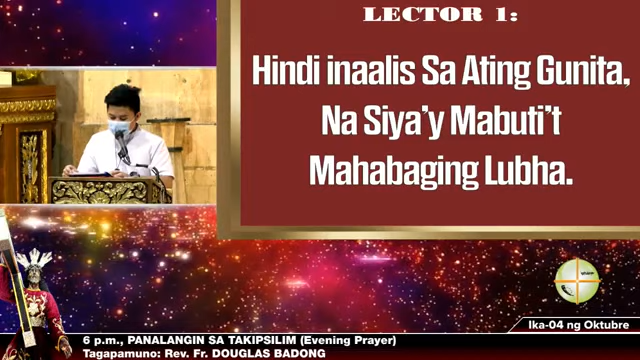 LECTOR 1:
Hindi inaalis Sa Ating Gunita,
Na Siya'y Mabuti't
Mahabaging Lubha.
Ika-04 ng Oktubre
6 p.m., PANALANGIN SA TAKIPSILIM (Evening Prayer)
Tagapamuno: Rev. Fr. DOUGLAS BADONG